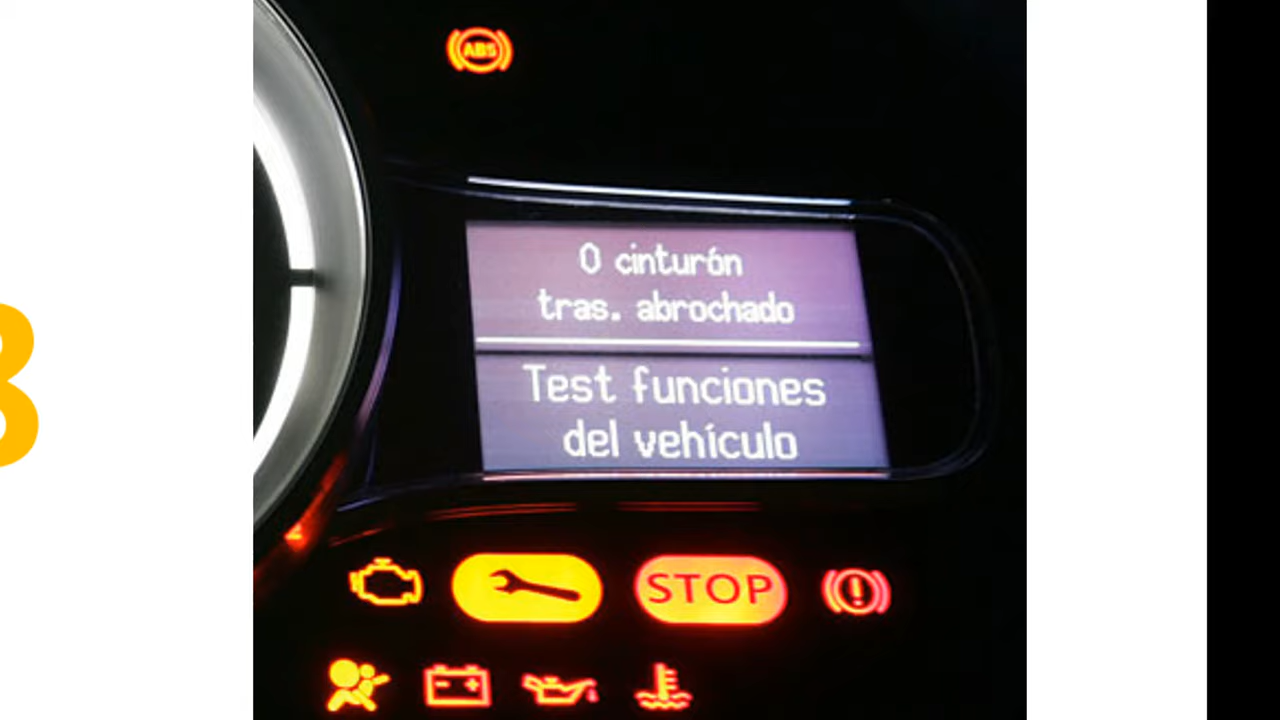 ABS
0 cinturón
tras. abrochado
Test funciones
del vehículo
STOP